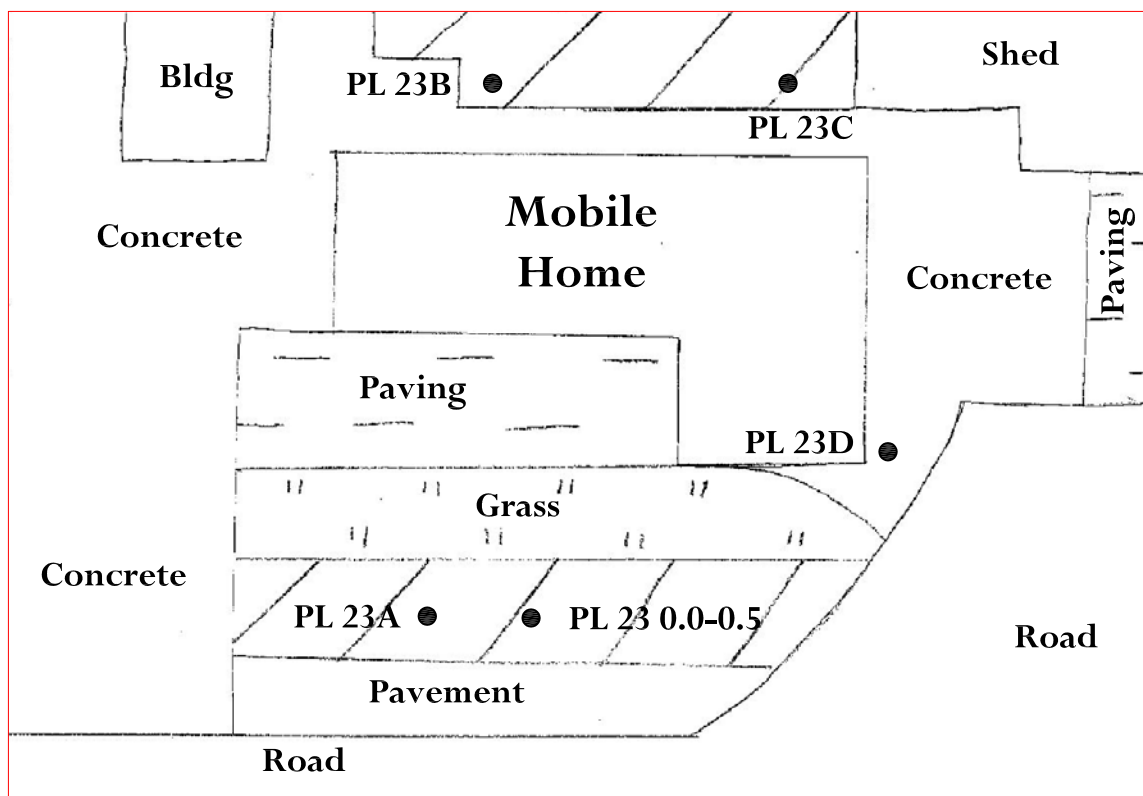 Bldg
PL 23B
Shed
PL 23C
Mobile
Home
Concrete
Concrete
Paving
Paving
PL 23D
Grass
Concrete
PL 23A
PL 23 0.0-0.5
Road
Pavement
Road